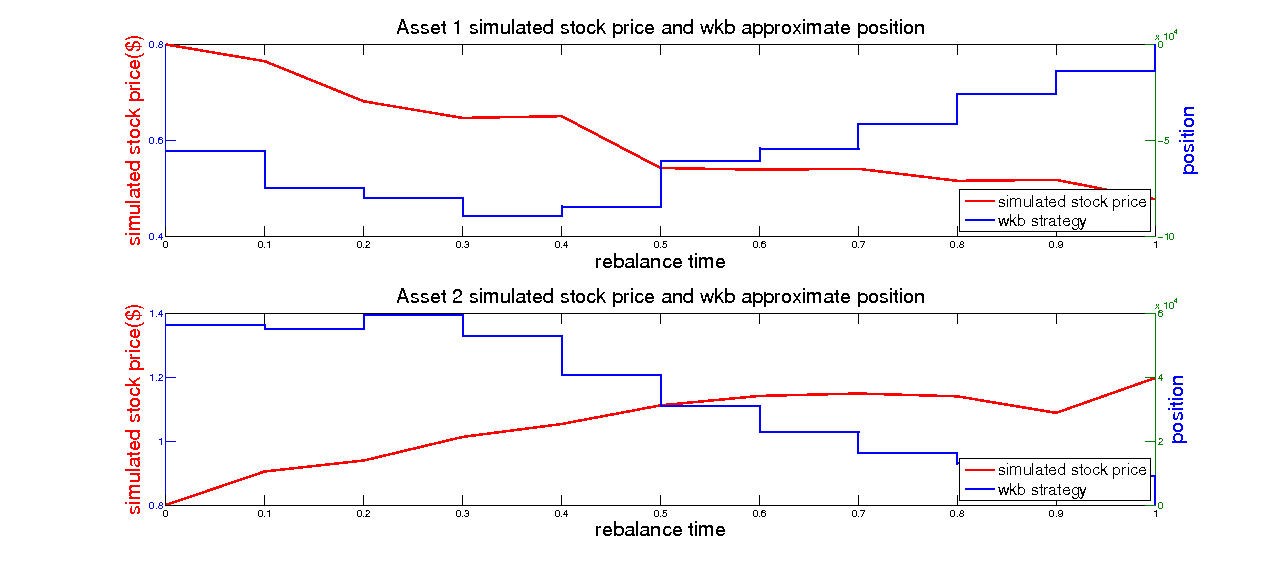 Asset 1 simulated stock price and wkb approximate position
x 10^4
simulated stock price($)
0.8
0.6
0.4
0
-5
-10
position
simulated stock price
wkb strategy
0 0.1 0.2 0.3 0.4 0.5 0.6 0.7 0.8 0.9 1
rebalance time
Asset 2 simulated stock price and wkb approximate position
x 10^4
simulated stock price($)
1.4
1.2
1
0.8
6
4
2
0
position
simulated stock price
wkb strategy
0 0.1 0.2 0.3 0.4 0.5 0.6 0.7 0.8 0.9 1
rebalance time